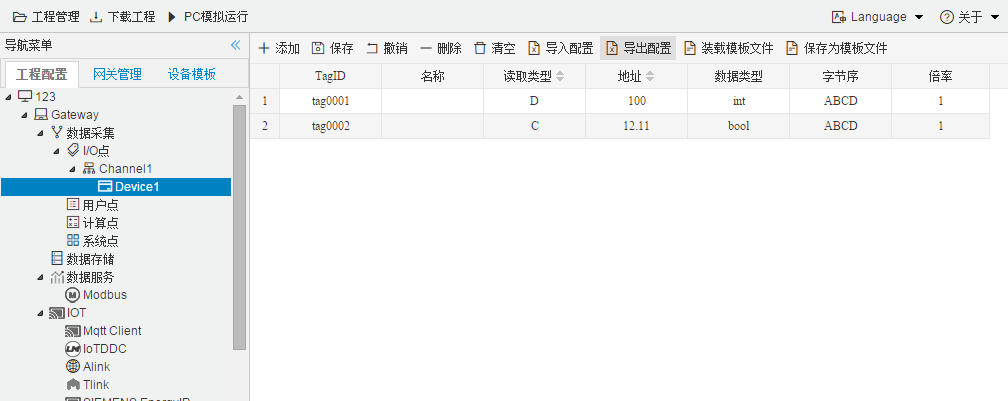 工程管理 下载工程 PC模拟运行 Language 关于
导航菜单
工程配置 网关管理 设备模板
添加 保存 撤销 删除 清空 导入配置 导出配置 装载模板文件 保存为模板文件
123
Gateway
数据采集
I/O点
Channel1
Device1
用户点
计算点
系统点
数据存储
数据服务
Modbus
IOT
Mqtt Client
IoTDDC
Alink
Tlink
SIEMENS EnergyIP
TagID 名称 读取类型 地址 数据类型 字节序 倍率
1 tag0001 D 100 int ABCD 1
2 tag0002 C 12.11 bool ABCD 1